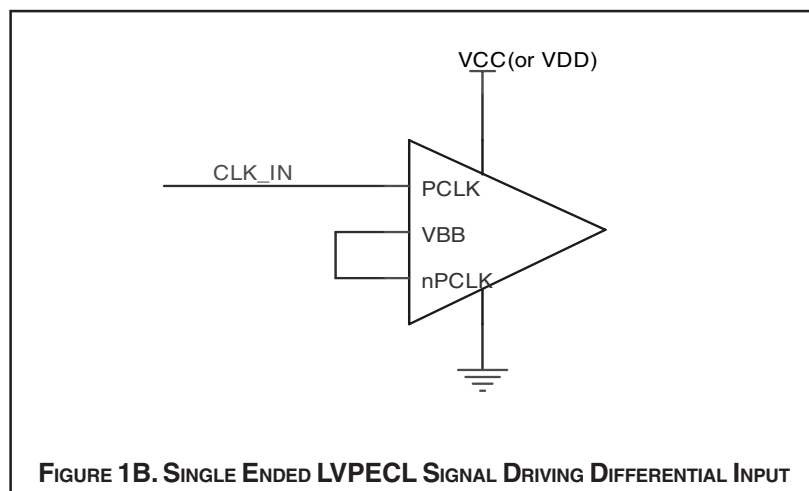 VCC(or VDD)
CLK_IN
PCLK
VBB
nPCLK
FIGURE 1B. SINGLE ENDED LVPECL SIGNAL DRIVING DIFFERENTIAL INPUT